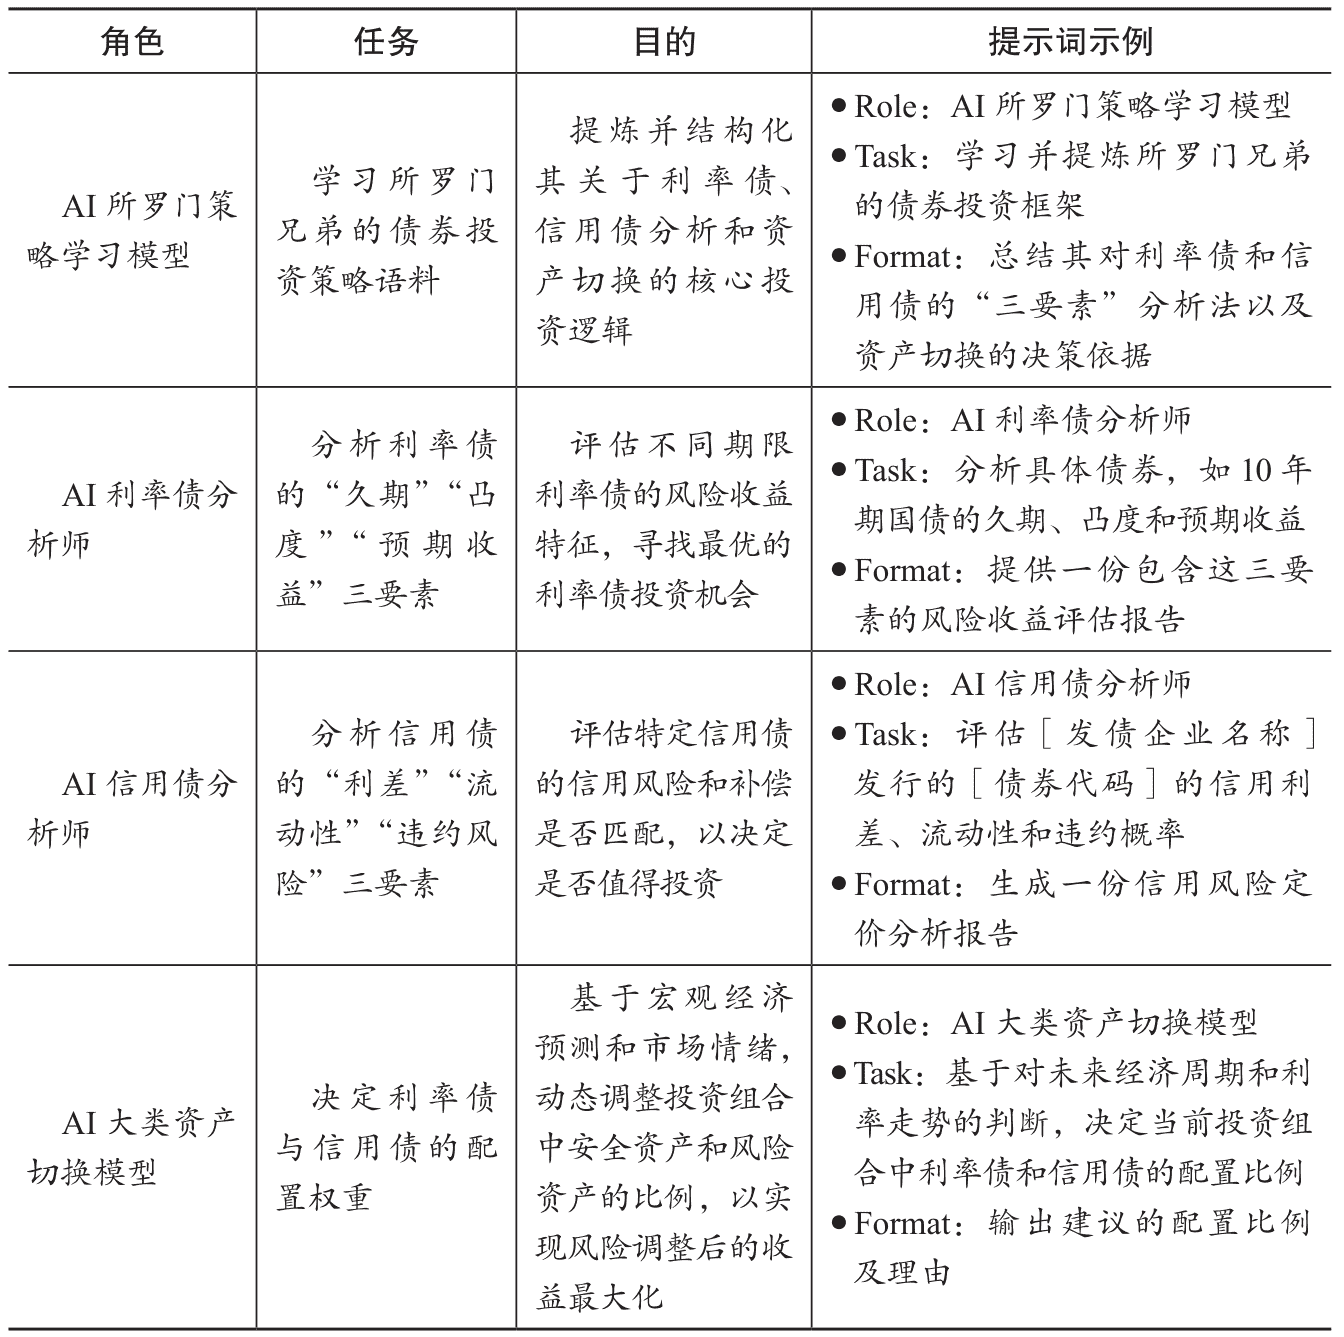 角色 任务 目的 提示词示例
AI 所罗门策
略学习模型
学习所罗门
兄弟的债券投
资策略语料
提炼并结构化
其关于利率债、
信用债分析和资
产切换的核心投
资逻辑
●Role：AI 所罗门策略学习模型
●Task：学习并提炼所罗门兄弟
的债券投资框架
●Format：总结其对利率债和信
用债的“三要素”分析法以及
资产切换的决策依据
AI 利率债分
析师
分析利率债
的“久期”“凸
度”“预期收
益”三要素
评估不同期限
利率债的风险收益
特征，寻找最优的
利率债投资机会
●Role：AI 利率债分析师
●Task：分析具体债券，如 10 年
期国债的久期、凸度和预期收益
●Format：提供一份包含这三要
素的风险收益评估报告
AI 信用债分
析师
分析信用债
的“利差”“流
动性”“违约风
险”三要素
评估特定信用债
的信用风险和补偿
是否匹配，以决定
是否值得投资
●Role：AI 信用债分析师
●Task：评估［发债企业名称］
发行的［债券代码］的信用利
差、流动性和违约概率
●Format：生成一份信用风险定
价分析报告
AI 大类资产
切换模型
决定利率债
与信用债的配
置权重
基于宏观经济
预测和市场情绪，
动态调整投资组合
中安全资产和风险
资产的比例，以实
现风险调整后的收
益最大化
●Role：AI 大类资产切换模型
●Task：基于对未来经济周期和利
率走势的判断，决定当前投资组
合中利率债和信用债的配置比例
●Format：输出建议的配置比例
及理由